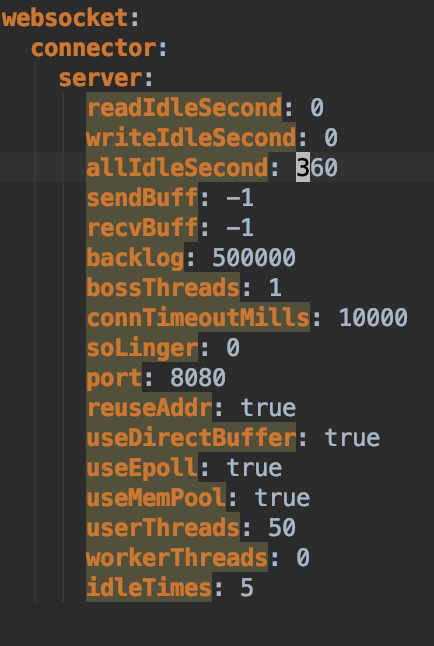 websocket:
connector:
server:
readIdleSecond: 0
writeIdleSecond: 0
allIdleSecond: 360
sendBuff: -1
recvBuff: -1
backlog: 500000
bossThreads: 1
connTimeoutMills: 10000
soLinger: 0
port: 8080
reuseAddr: true
useDirectBuffer: true
useEpoll: true
useMemPool: true
userThreads: 50
workerThreads: 0
idleTimes: 5